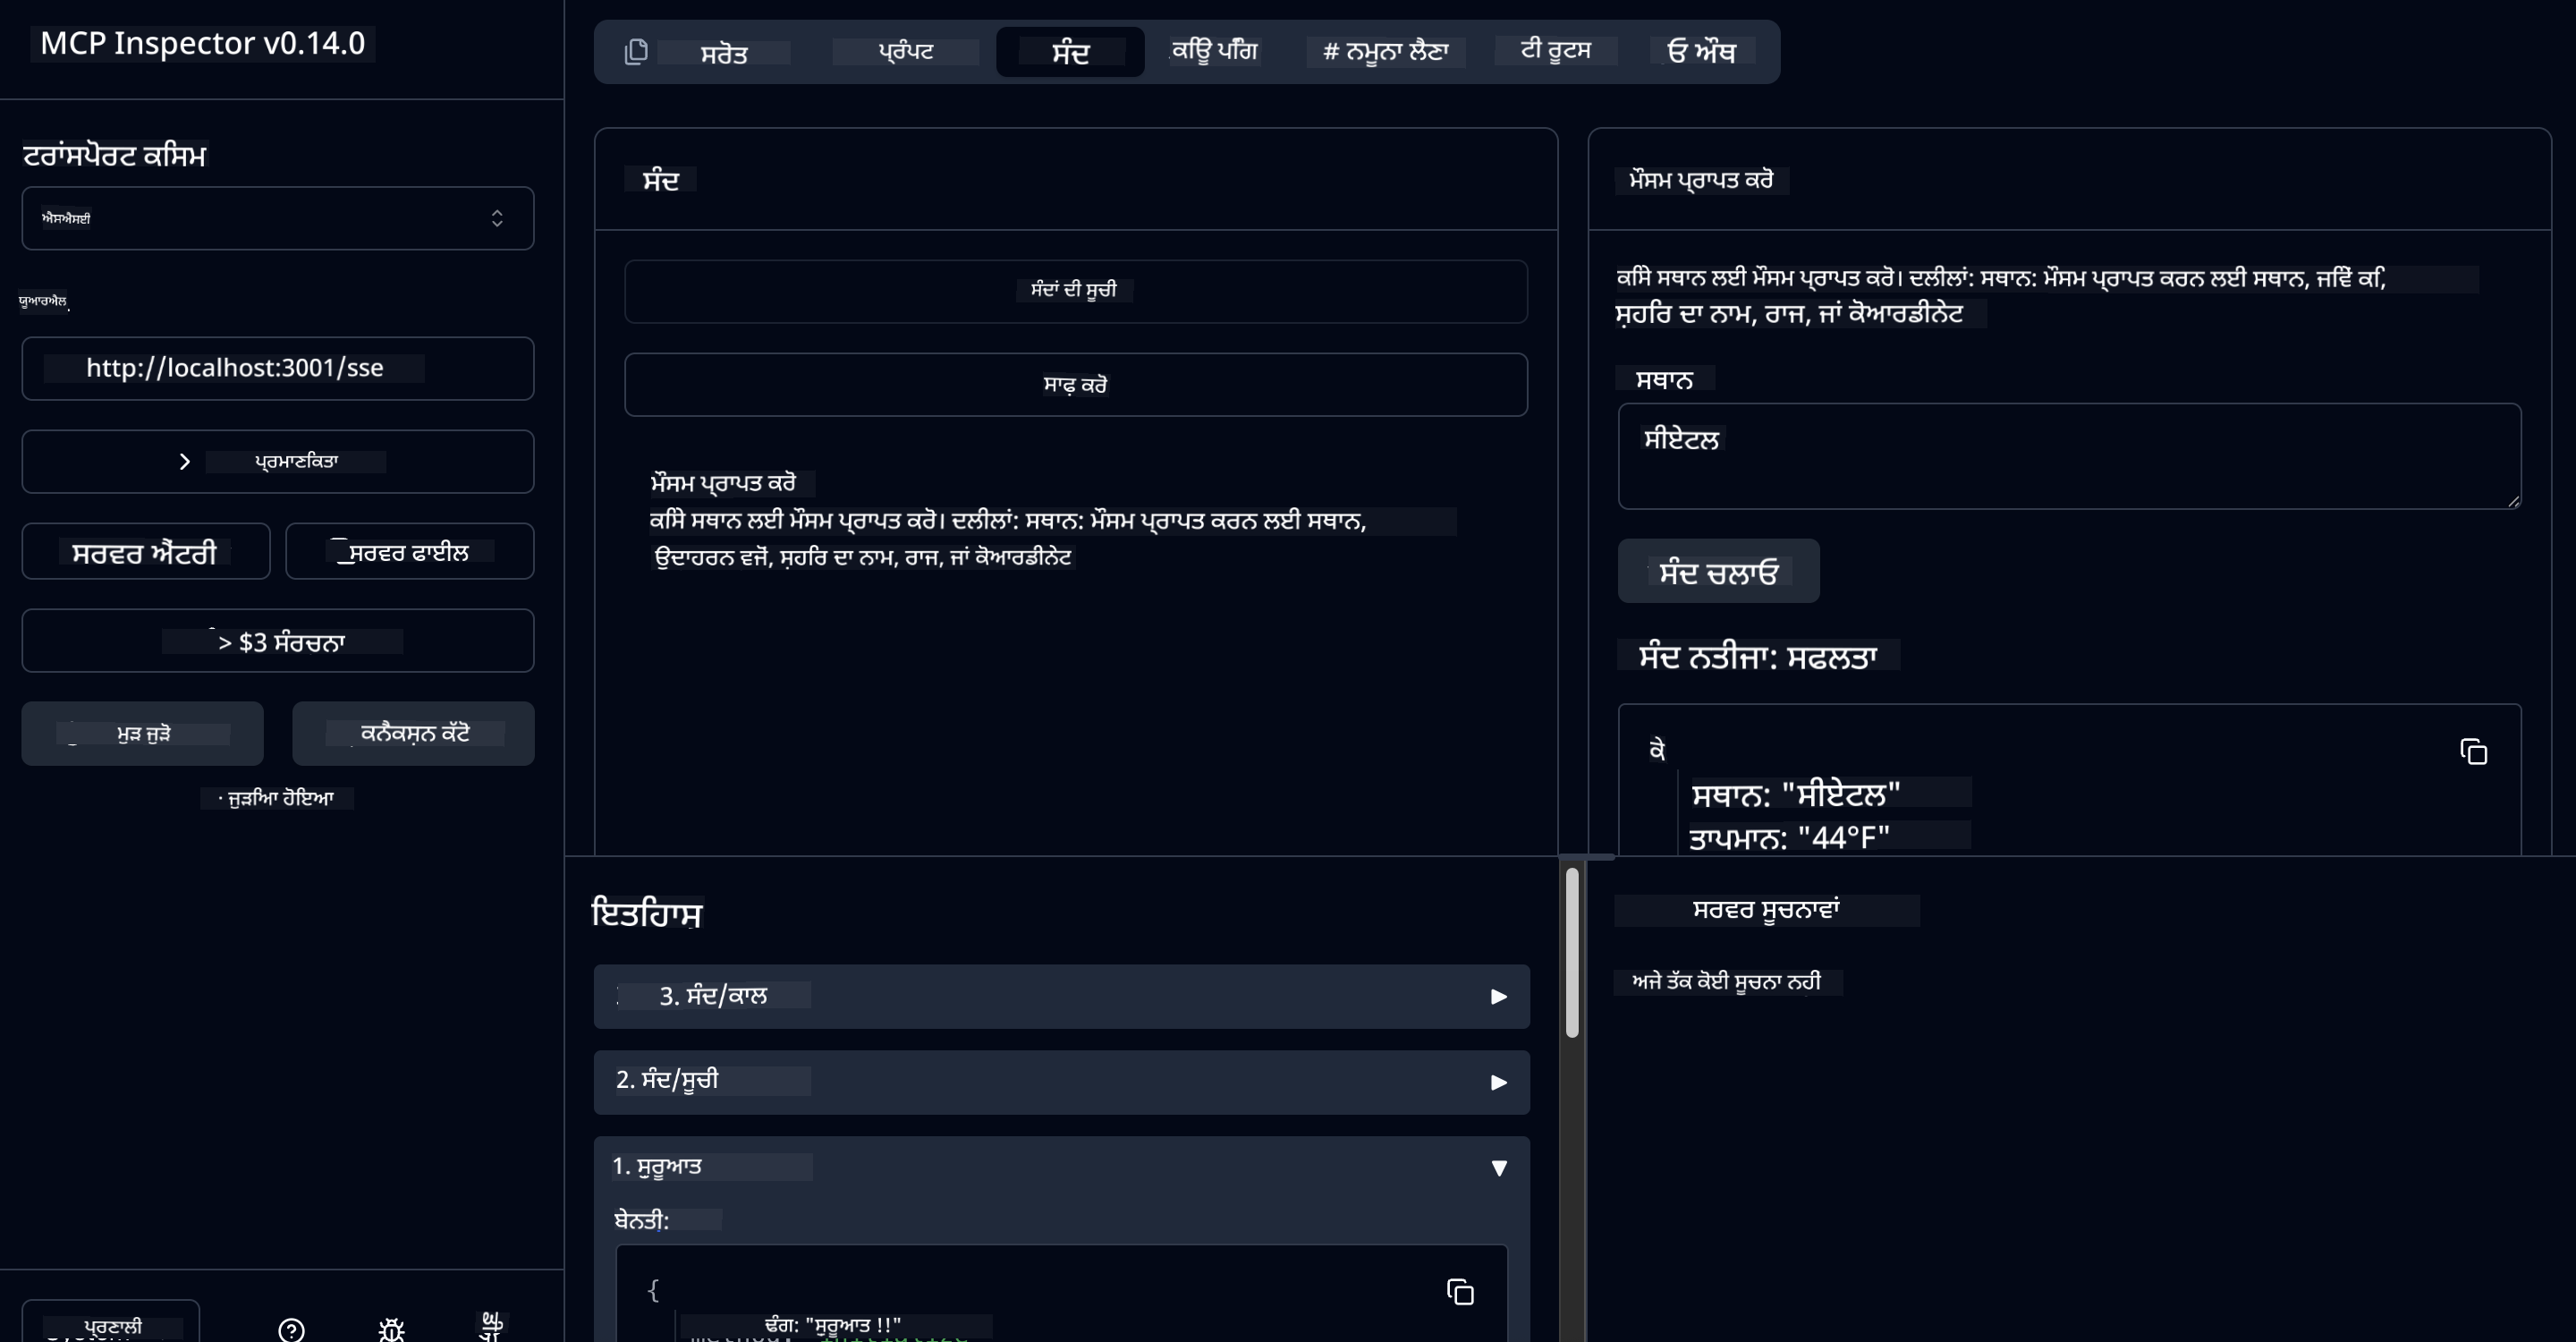 MCP Inspector v0.14.0
ਟਰਾਂਸਪੋਰਟ ਕਿਸਮ
ਐਸਐਸਈ
ਯੂਆਰਐਲ
http://localhost:3001/sse
ਪ੍ਰਮਾਣਿਕਤਾ
ਸਰਵਰ ਐਂਟਰੀ
ਸਰਵਰ ਫਾਈਲ
> $3 ਸੰਰਚਨਾ
ਮੁੜ ਜੁੜੋ
ਕਨੈਕਸ਼ਨ ਕੱਟੋ
· ਜੁੜਿਆ ਹੋਇਆ
ਪ੍ਰਣਾਲੀ
ਸਰੋਤ
ਪ੍ਰੰਪਟ
ਸੰਦ
ਕਿਉ ਪਿੰਗ
# ਨਮੂਨਾ ਲੈਣਾ
ਟੀ ਰੂਟਸ
ਓ ਔਥ
ਸੰਦ
ਸੰਦਾਂ ਦੀ ਸੂਚੀ
ਸਾਫ਼ ਕਰੋ
ਮੌਸਮ ਪ੍ਰਾਪਤ ਕਰੋ
ਕਿਸੇ ਸਥਾਨ ਲਈ ਮੌਸਮ ਪ੍ਰਾਪਤ ਕਰੋ। ਦਲੀਲਾਂ: ਸਥਾਨ: ਮੌਸਮ ਪ੍ਰਾਪਤ ਕਰਨ ਲਈ ਸਥਾਨ,
ਉਦਾਹਰਨ ਵਜੋਂ, ਸ਼ਹਿਰ ਦਾ ਨਾਮ, ਰਾਜ, ਜਾਂ ਕੋਆਰਡੀਨੇਟ
ਮੌਸਮ ਪ੍ਰਾਪਤ ਕਰੋ
ਕਿਸੇ ਸਥਾਨ ਲਈ ਮੌਸਮ ਪ੍ਰਾਪਤ ਕਰੋ। ਦਲੀਲਾਂ: ਸਥਾਨ: ਮੌਸਮ ਪ੍ਰਾਪਤ ਕਰਨ ਲਈ ਸਥਾਨ, ਜਿਵੇਂ ਕਿ,
ਸ਼ਹਿਰ ਦਾ ਨਾਮ, ਰਾਜ, ਜਾਂ ਕੋਆਰਡੀਨੇਟ
ਸਥਾਨ
ਸੀਏਟਲ
ਸੰਦ ਚਲਾਓ
ਸੰਦ ਨਤੀਜਾ: ਸਫਲਤਾ
ਕੇ
ਸਥਾਨ: "ਸੀਏਟਲ"
ਤਾਪਮਾਨ: "44°F"
ਇਤਿਹਾਸ
3. ਸੰਦ/ਕਾਲ
2. ਸੰਦ/ਸੂਚੀ
1. ਸ਼ੁਰੂਆਤ
ਬੇਨਤੀ:
{
ਢੰਗ: "ਸ਼ੁਰੂਆਤ !!"
ਸਰਵਰ ਸੂਚਨਾਵਾਂ
ਅਜੇ ਤੱਕ ਕੋਈ ਸੂਚਨਾ ਨਹੀਂ